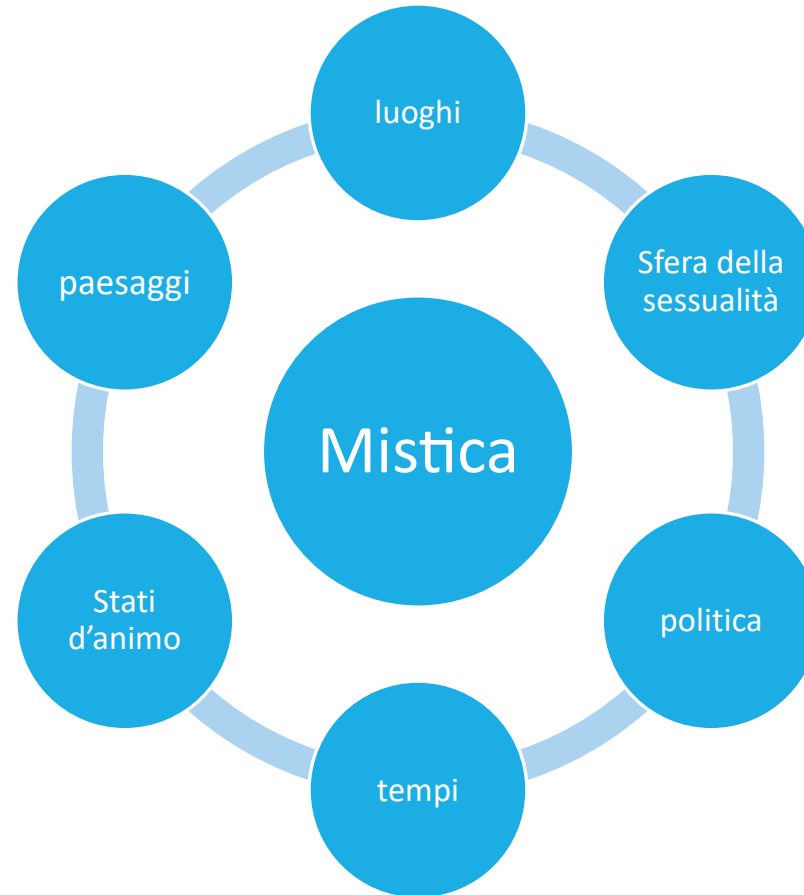 luoghi
Sfera della
sessualità
politica
tempi
Stati
d’animo
paesaggi
Mistica